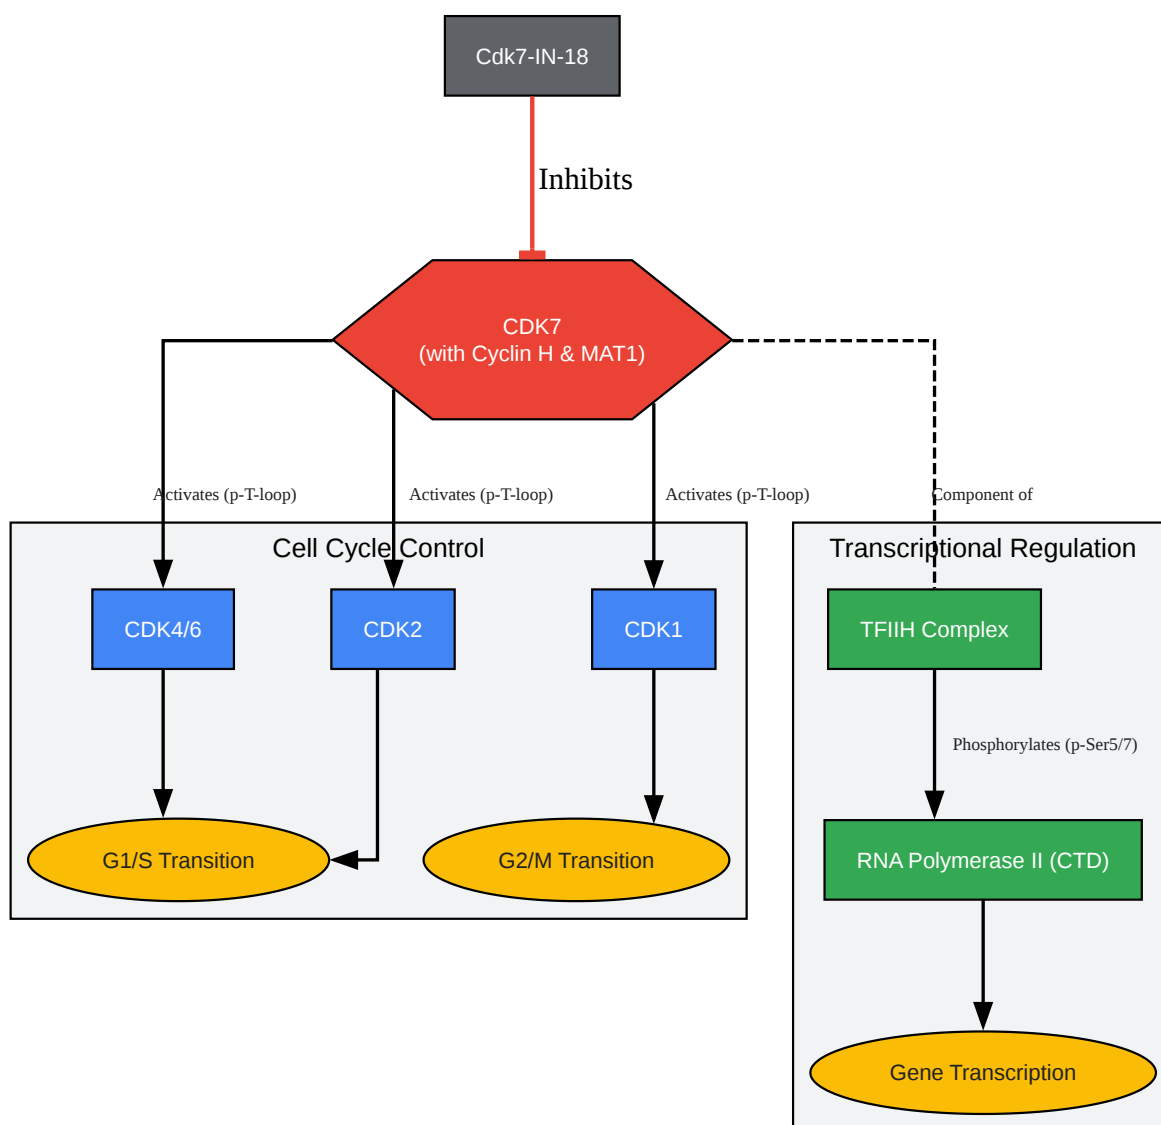 Cdk7-IN-18
Inhibits
CDK7
(with Cyclin H & MAT1)
Activates (p-T-loop)
Activates (p-T-loop)
Activates (p-T-loop)
Component of
Cell Cycle Control
Transcriptional Regulation
CDK4/6
CDK2
CDK1
TFIIH Complex
Phosphorylates (p-Ser5/7)
G1/S Transition
G2/M Transition
RNA Polymerase II (CTD)
Gene Transcription